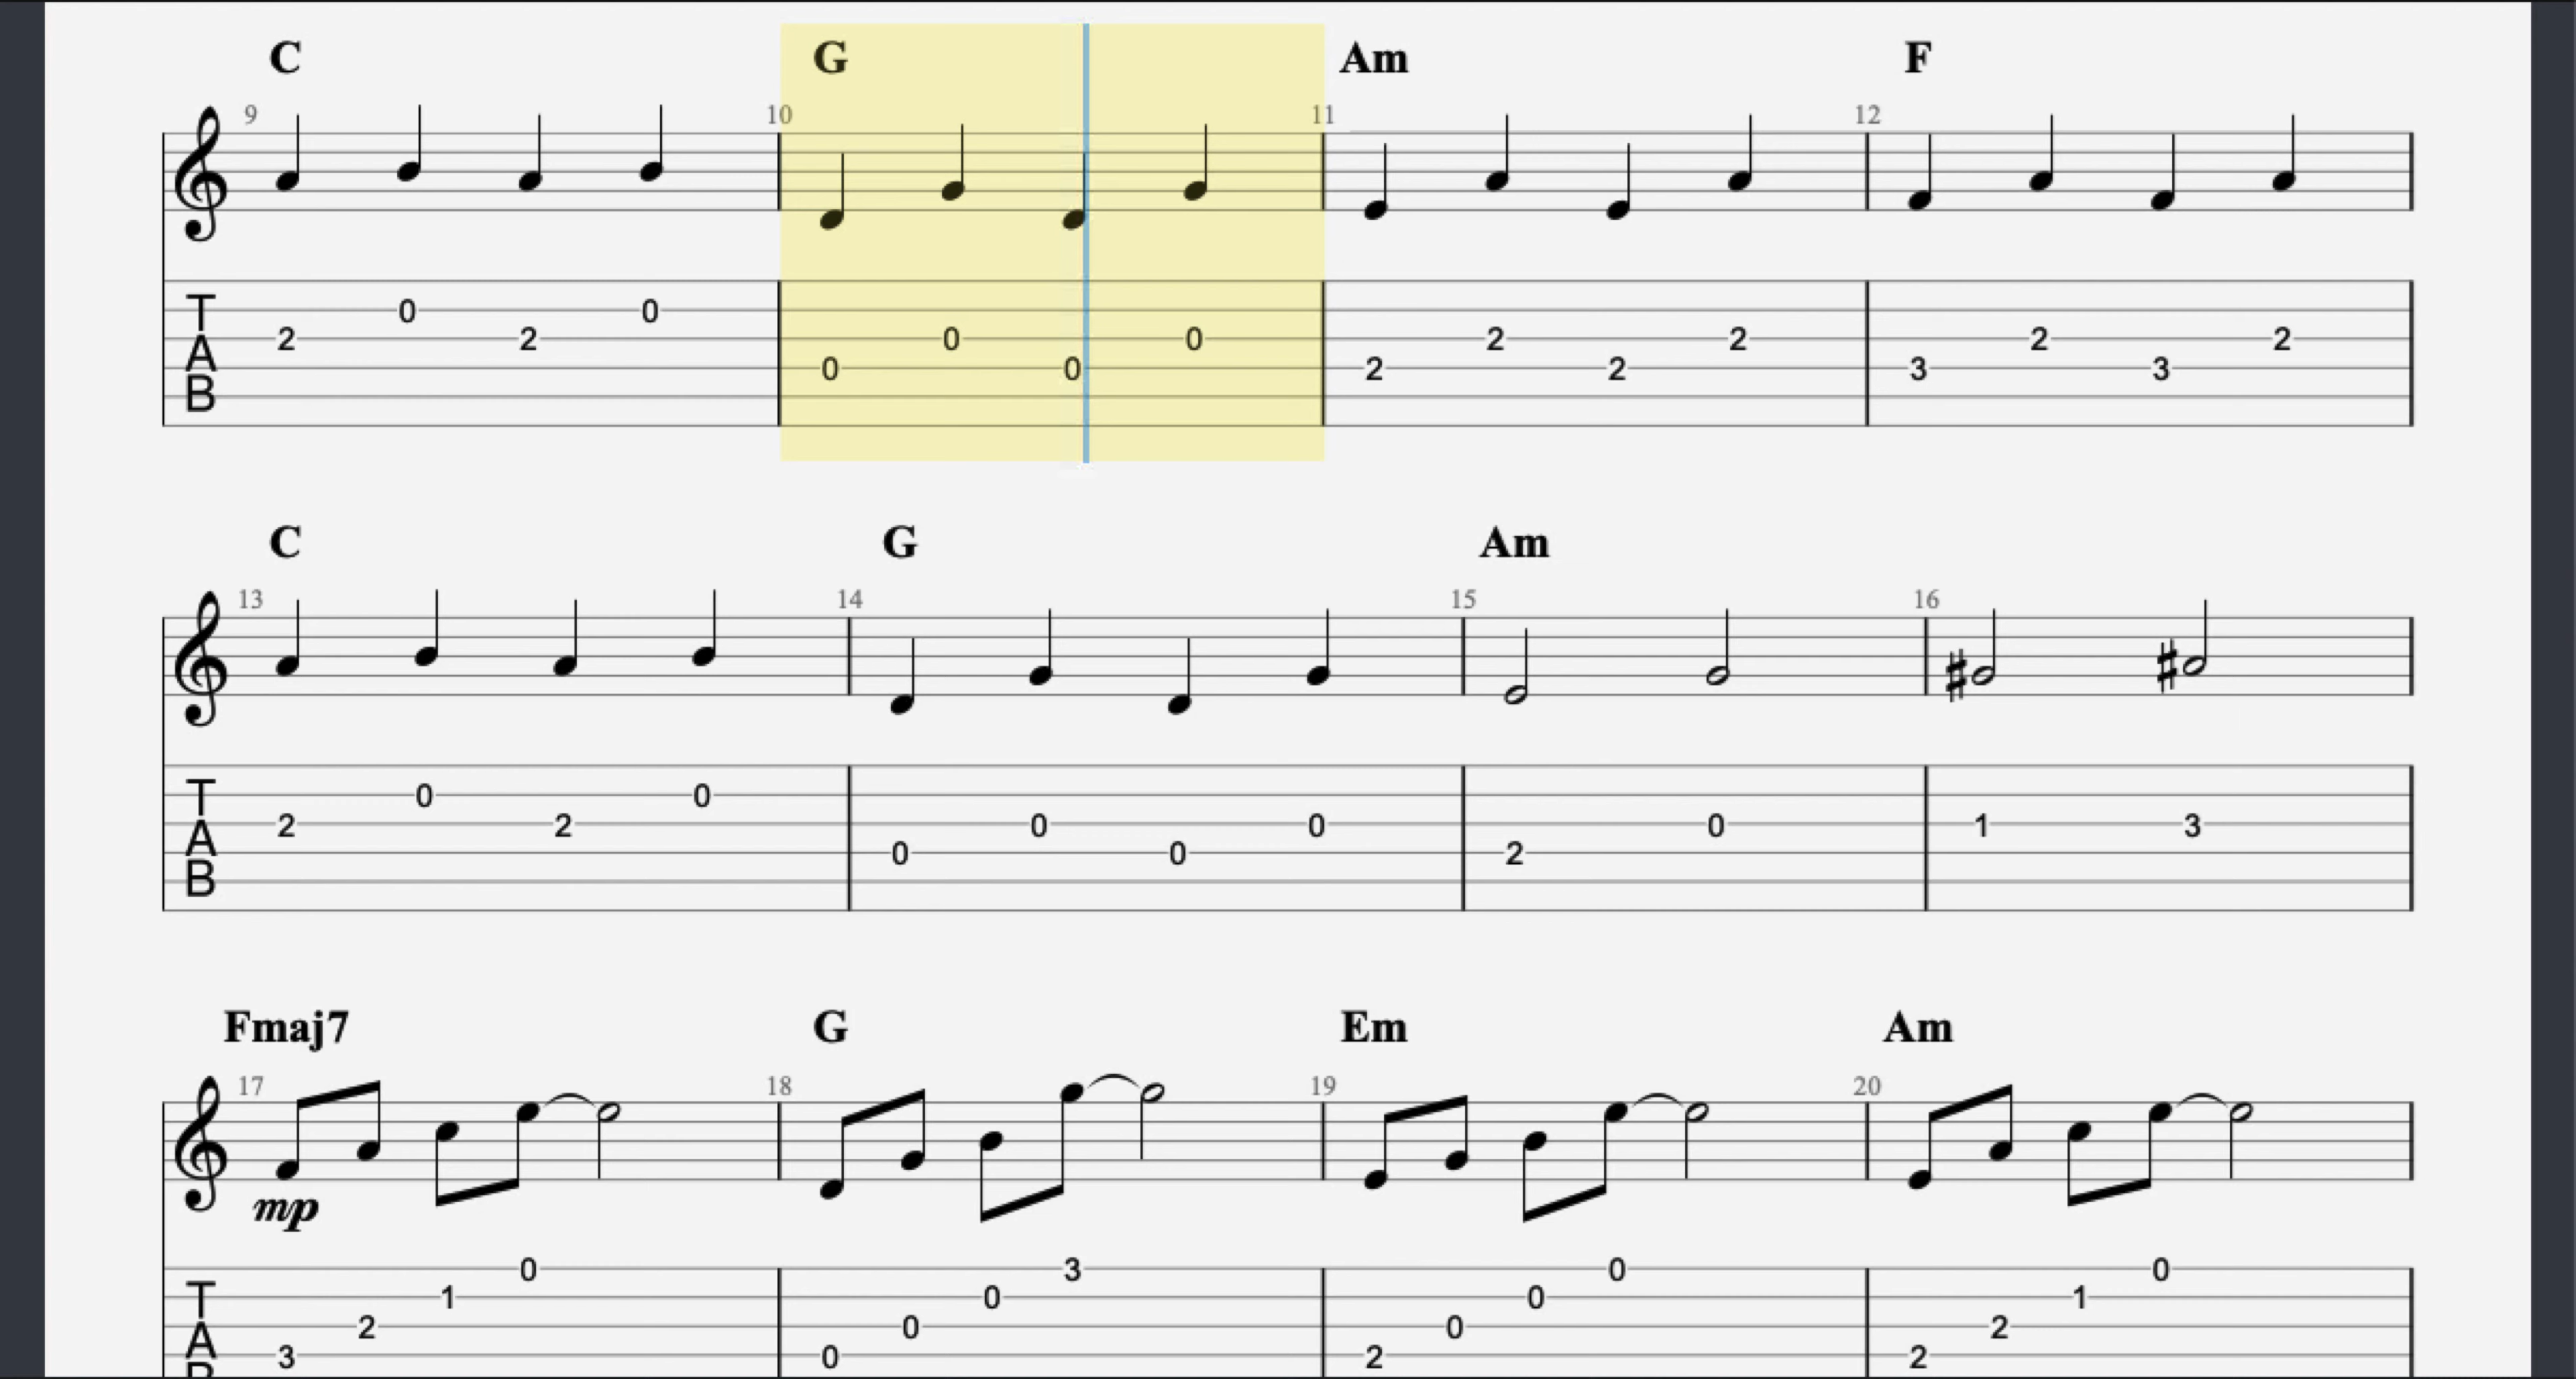 C G Am F
9 10 11 12
T 0 0
2 2 0 0 2 2 2 2
A 0 0 2 2 3 3
B
C G Am
13 14 15 16
T 0 0
2 2 0 0 0 1 3
A 0 0 2
B
Fmaj7 G Em Am
17 18 19 20
mp
0 3 0 0
T 1 0 0 1
2 0 0 2
A 3 0 2 2